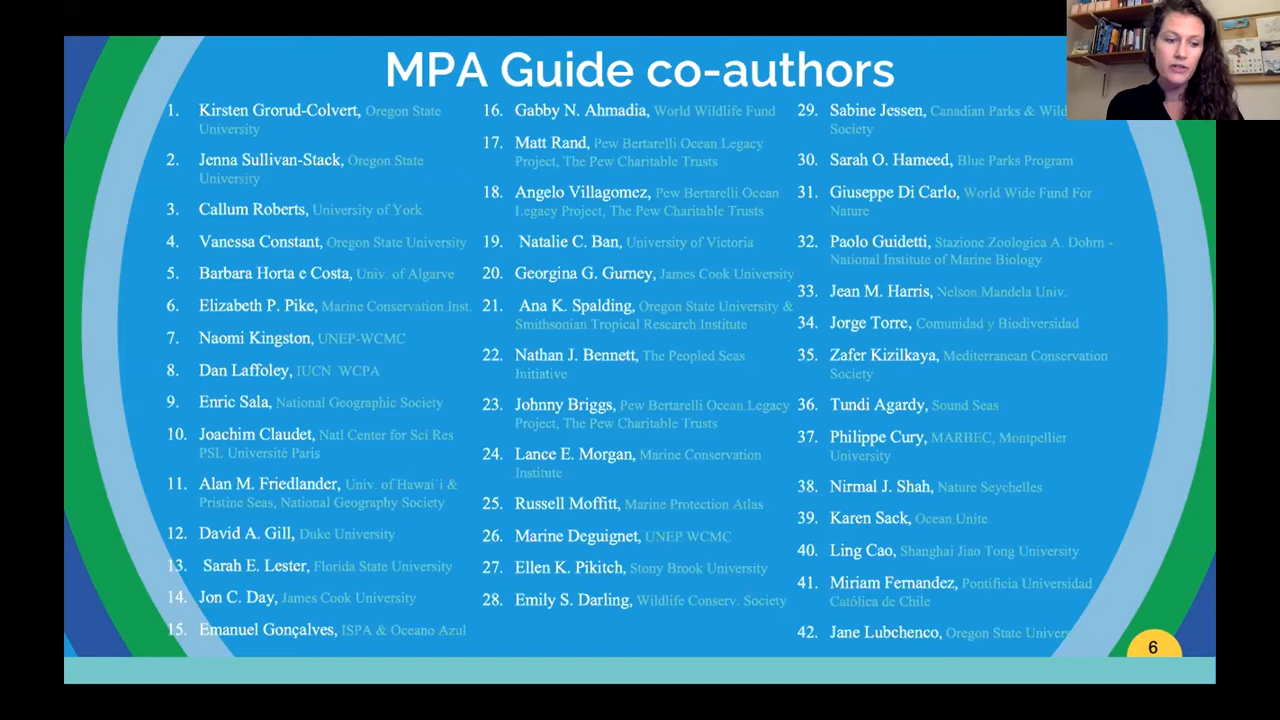 MPA Guide co-authors
1. Kirsten Grorud-Colvert, Oregon State
University
2. Jenna Sullivan-Stack, Oregon State
University
3. Callum Roberts, University of York
4. Vanessa Constant, Oregon State University
5. Barbara Horta e Costa, Univ. of Algarve
6. Elizabeth P. Pike, Marine Conservation Inst.
7. Naomi Kingston, UNEP-WCMC
8. Dan Laffoley, IUCN WCPA
9. Enric Sala, National Geographic Society
10. Joachim Claudet, Natl Center for Sci Res
PSL Université Paris
11. Alan M. Friedlander, Univ. of Hawai'i &
Pristine Seas, National Geography Society
12. David A. Gill, Duke University
13. Sarah E. Lester, Florida State University
14. Jon C. Day, James Cook University
15. Emanuel Gonçalves, ISPA & Oceano Azul
16. Gabby N. Ahmadia, World Wildlife Fund
17. Matt Rand, Pew Bertarelli Ocean Legacy
Project, The Pew Charitable Trusts
18. Angelo Villagomez, Pew Bertarelli Ocean
Legacy Project, The Pew Charitable Trusts
19. Natalie C. Ban, University of Victoria
20. Georgina G. Gurney, James Cook University
21. Ana K. Spalding, Oregon State University &
Smithsonian Tropical Research Institute
22. Nathan J. Bennett, The Peopled Seas
Initiative
23. Johnny Briggs, Pew Bertarelli Ocean Legacy
Project, The Pew Charitable Trusts
24. Lance E. Morgan, Marine Conservation
Institute
25. Russell Moffitt, Marine Protection Atlas
26. Marine Deguignet, UNEP WCMC
27. Ellen K. Pikitch, Stony Brook University
28. Emily S. Darling, Wildlife Conserv. Society
29. Sabine Jessen, Canadian Parks & Wild
Society
30. Sarah O. Hameed, Blue Parks Program
31. Giuseppe Di Carlo, World Wide Fund For
Nature
32. Paolo Guidetti, Stazione Zoologica A. Dohrn -
National Institute of Marine Biology
33. Jean M. Harris, Nelson Mandela Univ.
34. Jorge Torre, Comunidad y Biodiversidad
35. Zafer Kizilkaya, Mediterranean Conservation
Society
36. Tundi Agardy, Sound Seas
37. Philippe Cury, MARBEC, Montpellier
University
38. Nirmal J. Shah, Nature Seychelles
39. Karen Sack, Ocean Unite
40. Ling Cao, Shanghai Jiao Tong University
41. Miriam Fernandez, Pontificia Universidad
Católica de Chile
42. Jane Lubchenco, Oregon State Univers
6